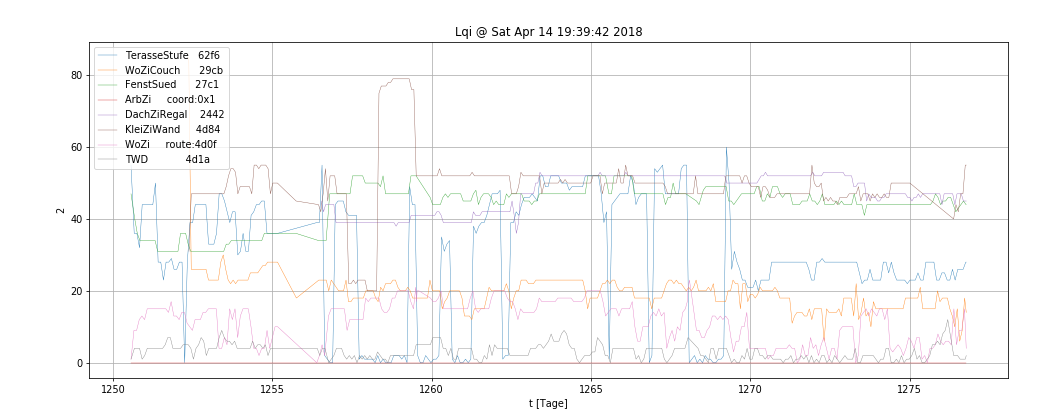 Lqi @ Sat Apr 14 19:39:42 2018
TerasseStufe 62f6
WoZiCouch 29cb
FenstSued 27c1
ArbZi coord:0x1
DachZiRegal 2442
KleiZiWand 4d84
WoZi route:4d0f
TWD 4d1a
80
60
40
20
0
2
1250 1255 1260 1265 1270 1275
t [Tage]